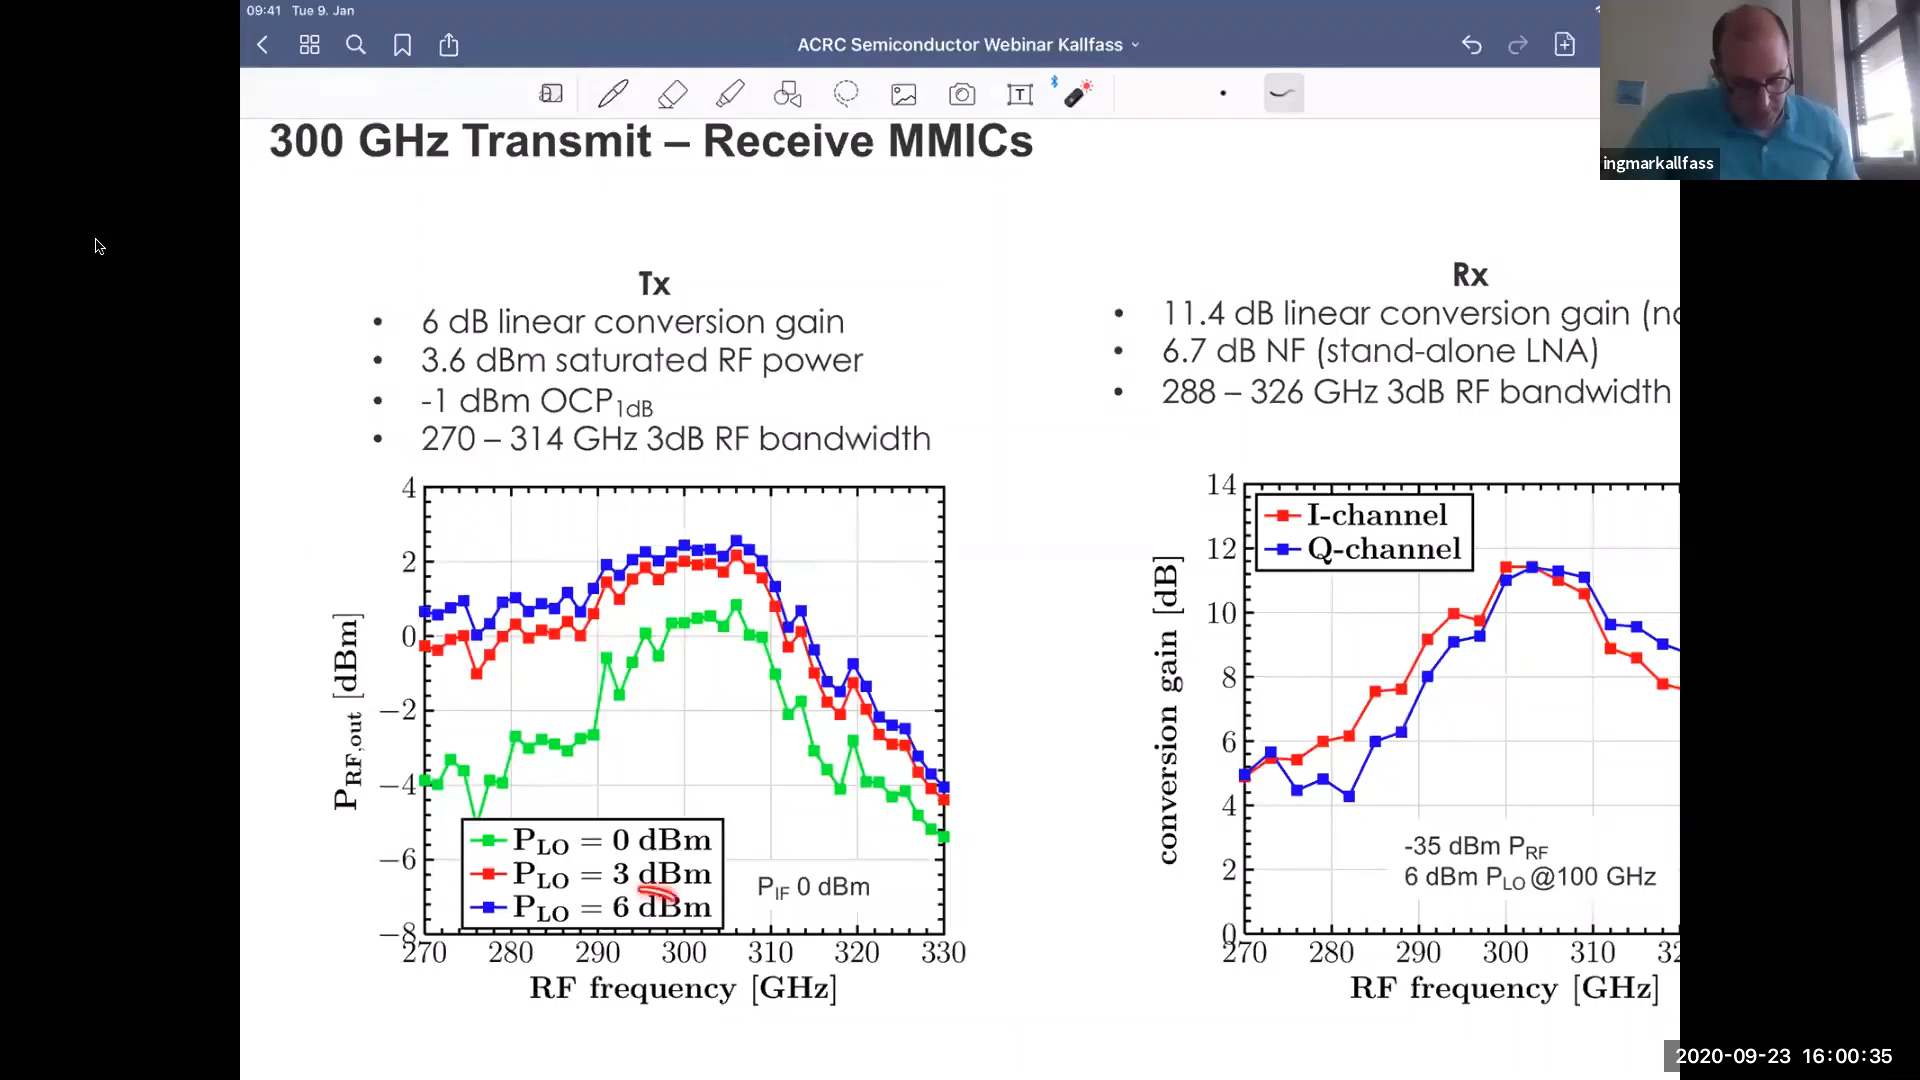 09:41 Tue 9. Jan
ACRC Semiconductor Webinar Kallfass
T
ingmarkallfass
300 GHz Transmit – Receive MMICs
Tx
• 6 dB linear conversion gain
• 3.6 dBm saturated RF power
• -1 dBm OCP1dB
• 270 – 314 GHz 3dB RF bandwidth
Rx
• 11.4 dB linear conversion gain
• 6.7 dB NF (stand-alone LNA)
• 288 – 326 GHz 3dB RF bandwidth
PRF,out [dBm]
4
2
0
−2
−4
−6
−8
PLO = 0 dBm
PLO = 3 dBm
PLO = 6 dBm
PIF 0 dBm
270 280 290 300 310 320 330
RF frequency [GHz]
conversion gain [dB]
14
12
10
8
6
4
2
0
I-channel
Q-channel
-35 dBm PRF
6 dBm PLO @100 GHz
270 280 290 300 310
RF frequency [GHz]
2020-09-23 16:00:35